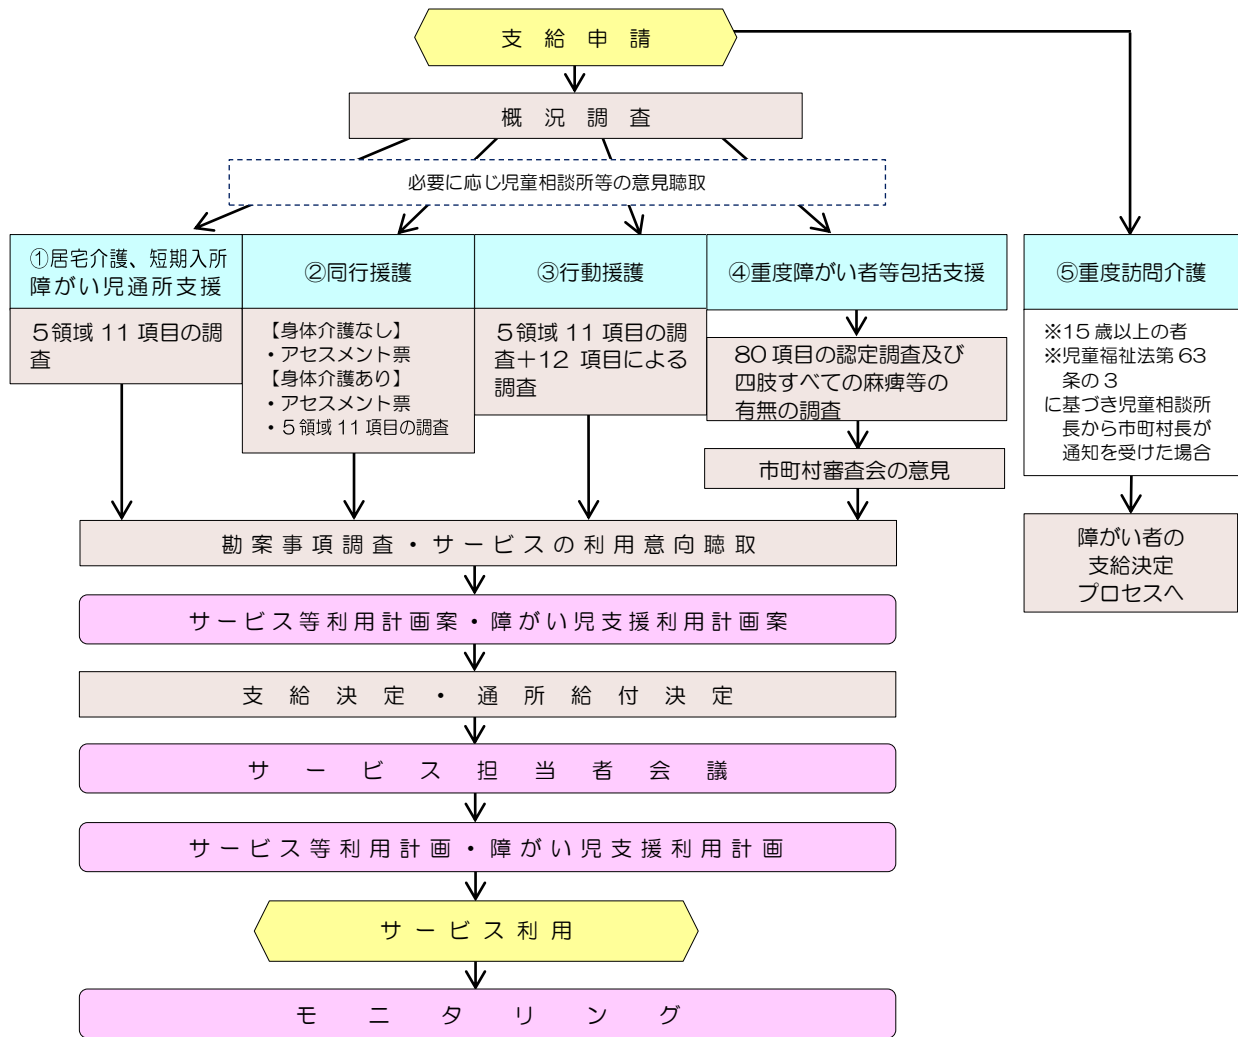 支給申請
概況調査
必要に応じ児童相談所等の意見聴取
①居宅介護、短期入所
障がい児通所支援
５領域 11 項目の調
査
②同行援護
【身体介護なし】
・アセスメント票
【身体介護あり】
・アセスメント票
・５領域 11 項目の調査
③行動援護
５領域 11 項目の調
査＋12 項目による
調査
④重度障がい者等包括支援
80 項目の認定調査及び
四肢すべての麻痺等の
有無の調査
市町村審査会の意見
⑤重度訪問介護
※15 歳以上の者
※児童福祉法第 63
条の３
に基づき児童相談所
長から市町村長が
通知を受けた場合
障がい者の
支給決定
プロセスへ
勘案事項調査・サービスの利用意向聴取
サービス等利用計画案・障がい児支援利用計画案
支給決定・通所給付決定
サービス担当者会議
サービス等利用計画・障がい児支援利用計画
サービス利用
モニタリング